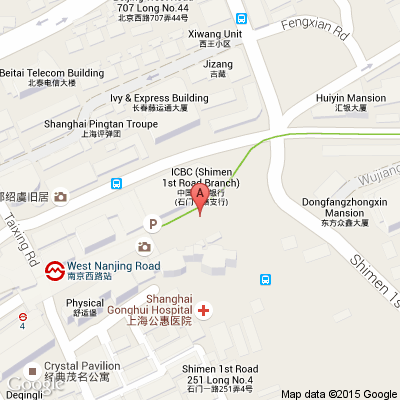 707 Long No.44
北京西路707弄44号
Fengxian Rd
Xiwang Unit
西王小区
Jizang
吉藏
Beitai Telecom Building
北泰电信大楼
Ivy & Express Building
长春藤运通大厦
Huiyin Mansion
汇银大厦
Shanghai Pingtan Troupe
上海评弹团
ICBC (Shimen
1st Road Branch)
A
Wujiang
绍虞旧居
Taixing Rd
P
Dongfangzhongxin
Mansion
东方众鑫大厦
Shimen 1s
West Nanjing Road
南京西路站
Physical
舒适堡
Shanghai
Gonghui Hospital
上海公惠医院
4
Crystal Pavilion
经典茂名公寓
Shimen 1st Road
251 Long No.4
石门一路251弄4号
Deqingli
Map data ©2015 Google